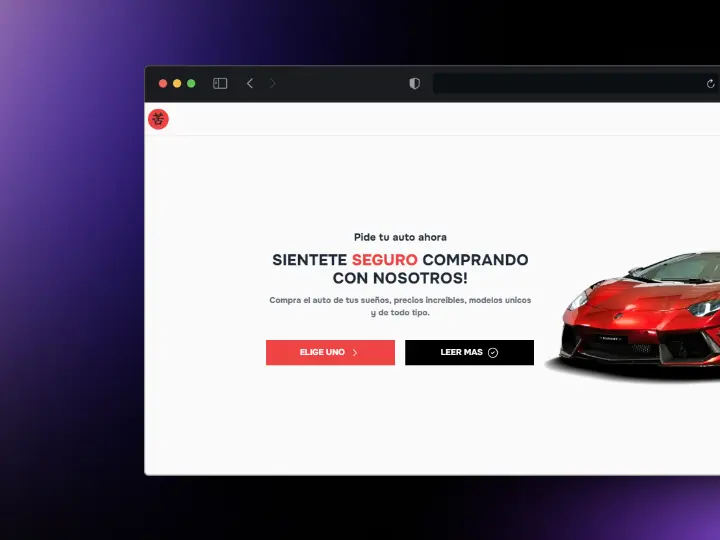 苦
Pide tu auto ahora
SIENTETE SEGURO COMPRANDO
CON NOSOTROS!
Compra el auto de tus sueños, precios increibles, modelos unicos
y de todo tipo.
ELIGE UNO
LEER MAS